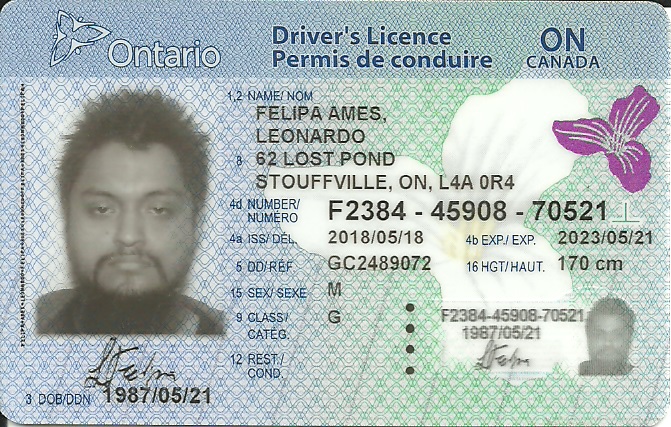 Ontario
Driver's Licence
Permis de conduire
ON
CANADA
1,2 NAME/ NOM
FELIPA AMES,
LEONARDO
8 62 LOST POND
STOUFFVILLE, ON, L4A 0R4
4d NUMBER/ NUMÉRO F2384 - 45908 - 70521
4a ISS/ DÉL 2018/05/18 4b EXP./ EXP. 2023/05/21
5 DD/RÉF GC2489072 16 HGT/HAUT. 170 cm
15 SEX/ SEXE M
9 CLASS/ CATÉG. G
F2384-45908-70521
1987/05/21
12 REST./ COND.
3 DOB/DDN 1987/05/21